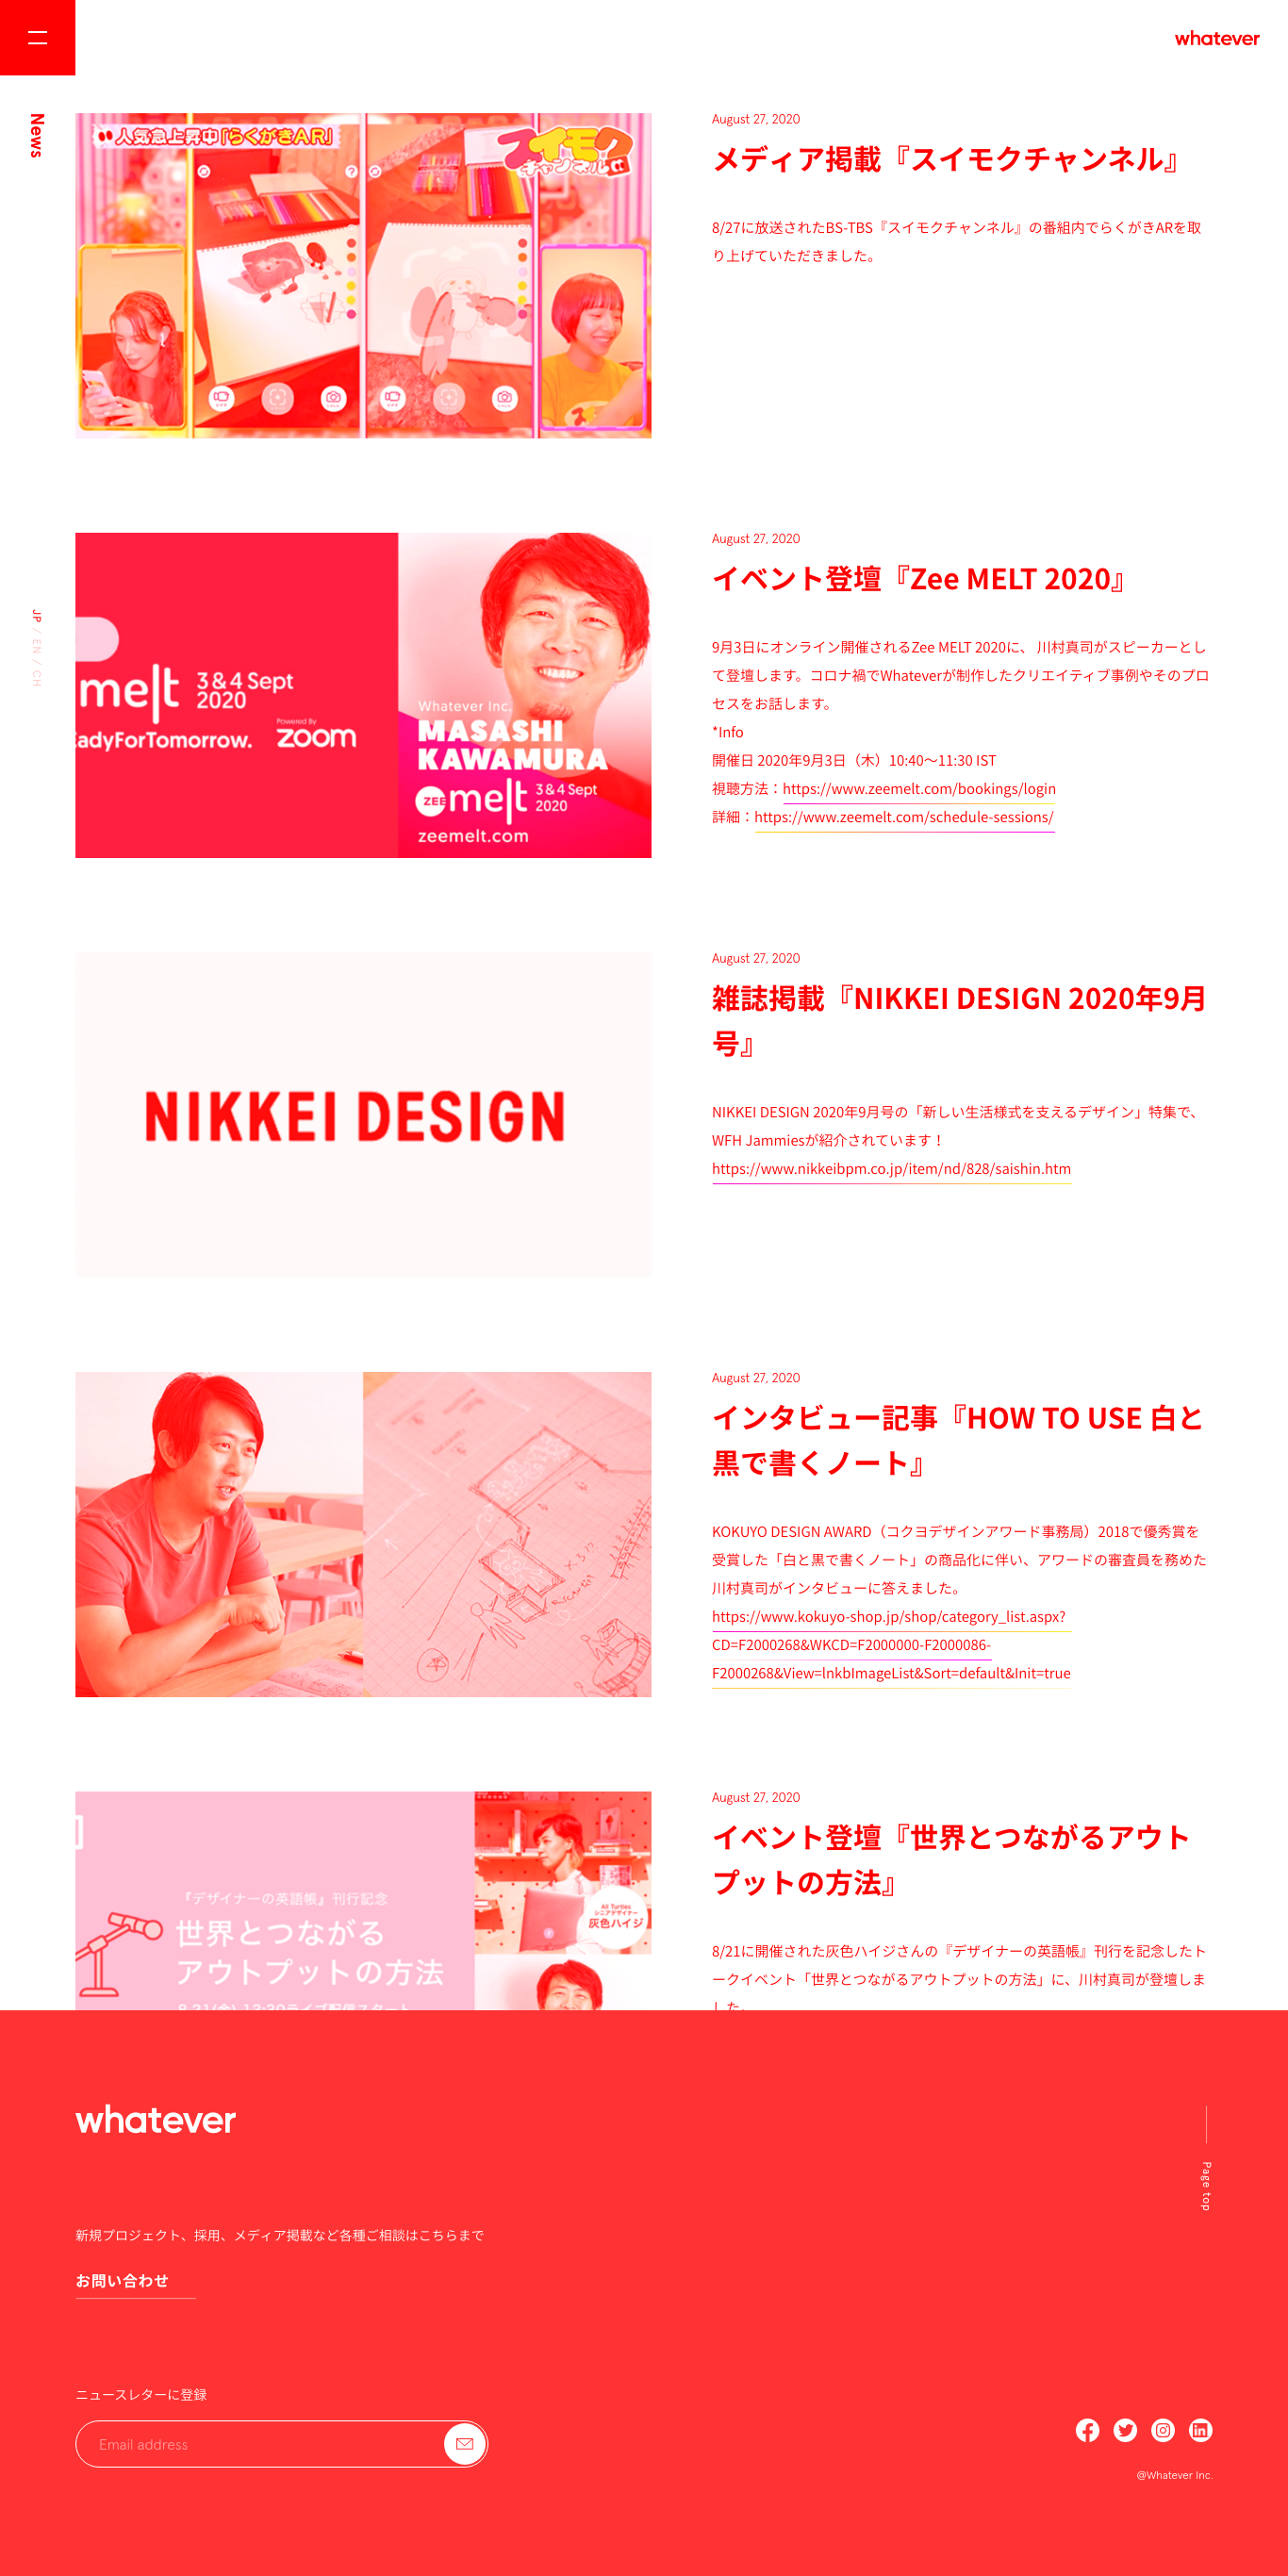 whatever
News
人気急上昇中『らくがきAR』
スイモク
チャンネル
August 27, 2020
メディア掲載『スイモクチャンネル』
8/27に放送されたBS-TBS『スイモクチャンネル』の番組内でらくがきARを取
り上げていただきました。
JP / EN / CH
melt 3 & 4 Sept
2020
Powered By
zoom
eadyForTomorrow.
Whatever Inc.
MASASHI
KAWAMURA
ZEE melt 3 & 4 Sept
2020
zeemelt.com
August 27, 2020
イベント登壇『Zee MELT 2020』
9月3日にオンライン開催されるZee MELT 2020に、 川村真司がスピーカーとし
て登壇します。コロナ禍でWhateverが制作したクリエイティブ事例やそのプロ
セスをお話します。
*Info
開催日 2020年9月3日（木）10:40〜11:30 IST
視聴方法：https://www.zeemelt.com/bookings/login
詳細：https://www.zeemelt.com/schedule-sessions/
NIKKEI DESIGN
August 27, 2020
雑誌掲載『NIKKEI DESIGN 2020年9月
号』
NIKKEI DESIGN 2020年9月号の「新しい生活様式を支えるデザイン」特集で、
WFH Jammiesが紹介されています！
https://www.nikkeibpm.co.jp/item/nd/828/saishin.htm
August 27, 2020
インタビュー記事『HOW TO USE 白と
黒で書くノート』
KOKUYO DESIGN AWARD（コクヨデザインアワード事務局）2018で優秀賞を
受賞した「白と黒で書くノート」の商品化に伴い、アワードの審査員を務めた
川村真司がインタビューに答えました。
https://www.kokuyo-shop.jp/shop/category_list.aspx?
CD=F2000268&WKCD=F2000000-F2000086-
F2000268&View=lnkbImageList&Sort=default&Init=true
『デザイナーの英語帳』刊行記念
世界とつながる
アウトプットの方法
8.21(金) 12:30ライブ配信スタート
All Turtles
シニアデザイナー
灰色ハイジ
August 27, 2020
イベント登壇『世界とつながるアウト
プットの方法』
8/21に開催された灰色ハイジさんの『デザイナーの英語帳』刊行を記念したト
ークイベント「世界とつながるアウトプットの方法」に、川村真司が登壇しま
した。
whatever
Page top
新規プロジェクト、採用、メディア掲載など各種ご相談はこちらまで
お問い合わせ
ニュースレターに登録
Email address
@Whatever Inc.